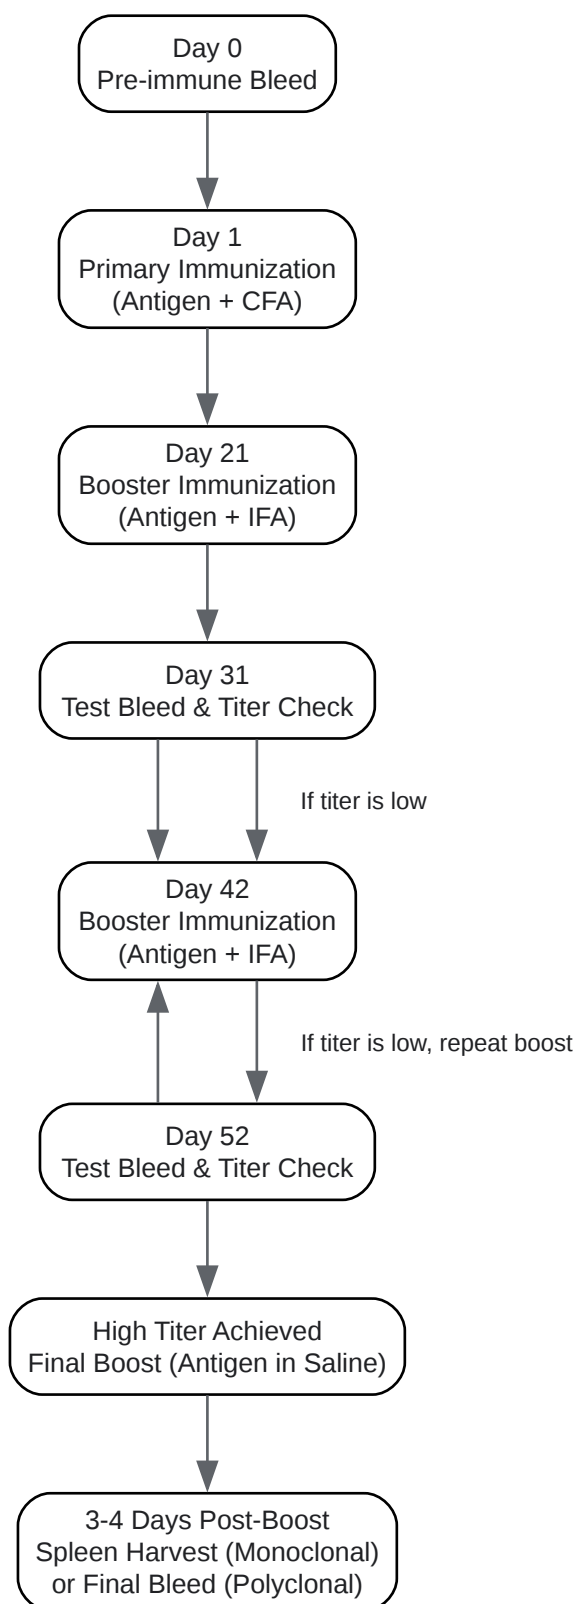 Day 0
Pre-immune Bleed
Day 1
Primary Immunization
(Antigen + CFA)
Day 21
Booster Immunization
(Antigen + IFA)
Day 31
Test Bleed & Titer Check
If titer is low
Day 42
Booster Immunization
(Antigen + IFA)
If titer is low, repeat boost
Day 52
Test Bleed & Titer Check
High Titer Achieved
Final Boost (Antigen in Saline)
3-4 Days Post-Boost
Spleen Harvest (Monoclonal)
or Final Bleed (Polyclonal)